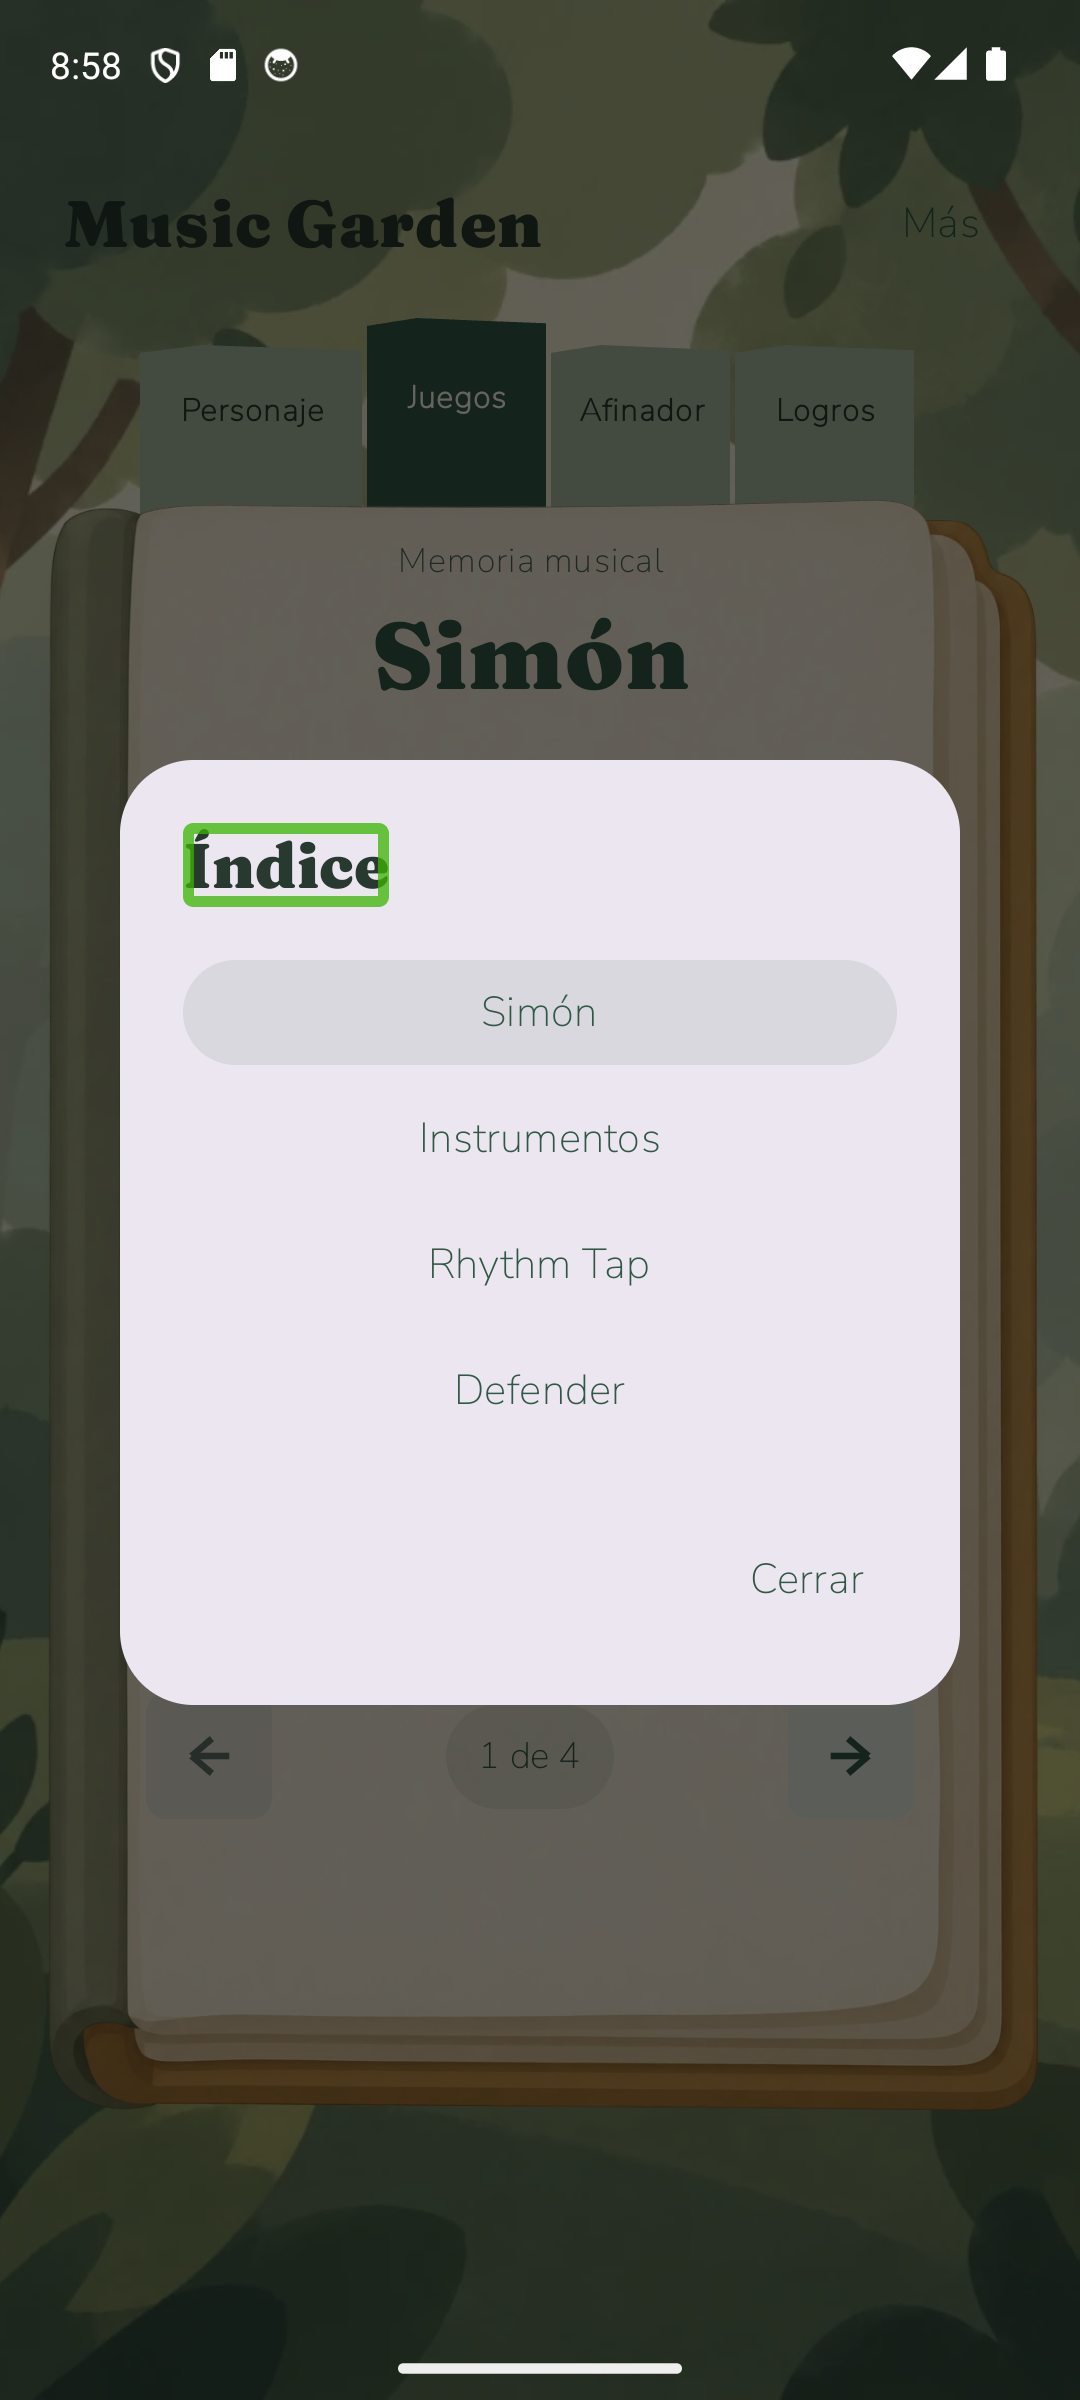 8:58
Music Garden
Más
Personaje
Juegos
Afinador
Logros
Memoria musical
Simón
Índice
Simón
Instrumentos
Rhythm Tap
Defender
Cerrar
1 de 4